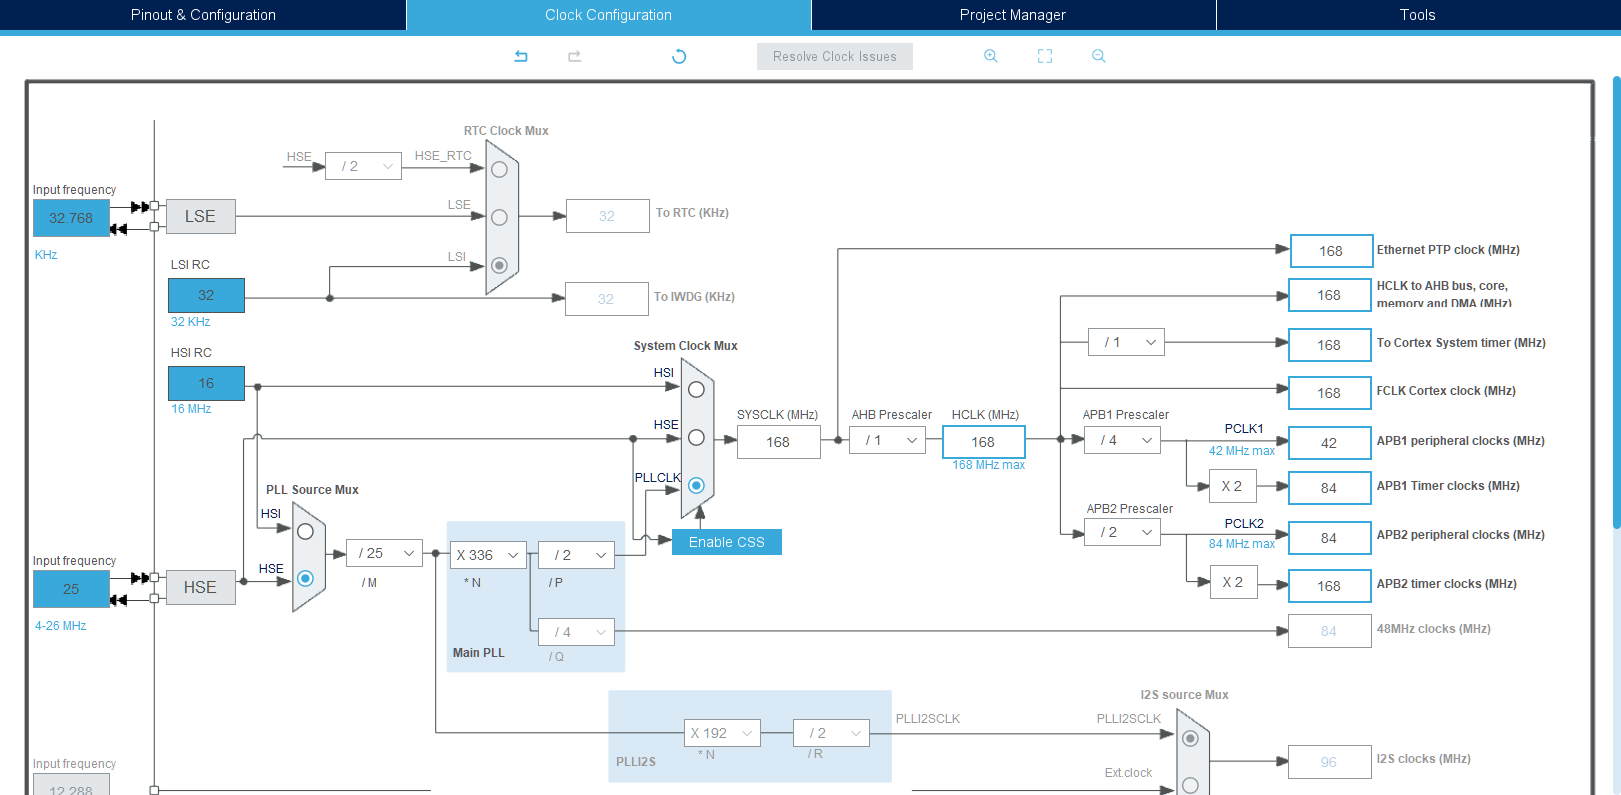 Pinout & Configuration
Clock Configuration
Project Manager
Tools
Resolve Clock Issues
RTC Clock Mux
HSE
/ 2
HSE_RTC
Input frequency
32.768
KHz
LSE
LSE
32
To RTC (KHz)
LSI
LSI RC
32
32 KHz
32
To IWDG (KHz)
168
Ethernet PTP clock (MHz)
168
HCLK to AHB bus, core,
memory and DMA (MHz)
/ 1
168
To Cortex System timer (MHz)
168
FCLK Cortex clock (MHz)
HSI RC
16
16 MHz
System Clock Mux
HSI
HSE
PLLCLK
SYSCLK (MHz)
168
AHB Prescaler
/ 1
HCLK (MHz)
168
168 MHz max
APB1 Prescaler
/ 4
PCLK1
42 MHz max
42
APB1 peripheral clocks (MHz)
X 2
84
APB1 Timer clocks (MHz)
APB2 Prescaler
/ 2
PCLK2
84 MHz max
84
APB2 peripheral clocks (MHz)
X 2
168
APB2 timer clocks (MHz)
Enable CSS
PLL Source Mux
HSI
HSE
Input frequency
25
4-26 MHz
HSE
/ 25
/ M
X 336
* N
/ 2
/ P
/ 4
/ Q
Main PLL
84
48MHz clocks (MHz)
X 192
* N
/ 2
/ R
PLLI2S
PLLI2SCLK
I2S source Mux
PLLI2SCLK
Ext.clock
96
I2S clocks (MHz)
Input frequency
12.288